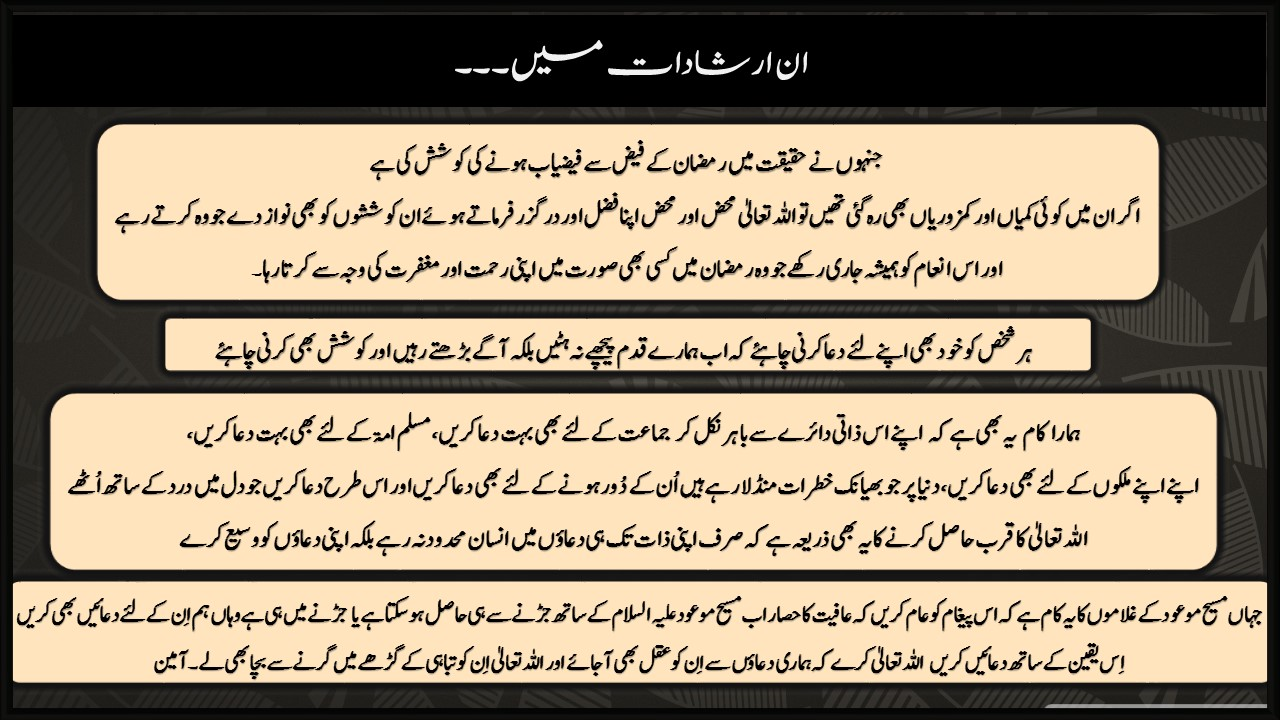 ان ارشادات میں۔۔۔
جنہوں نے حقیقت میں رمضان کے فیض سے فیضیاب ہونے کی کوشش کی ہے
اگر ان میں کوئی کمیاں اور کمزوریاں بھی رہ گئی تھیں تو اللہ تعالیٰ محض اور محض اپنا فضل اور درگزر فرماتے ہوئے ان کوششوں کو بھی نواز دے جو وہ کرتے رہے
اور اس انعام کو ہمیشہ جاری رکھے جو وہ رمضان میں کسی بھی صورت میں اپنی رحمت اور مغفرت کی وجہ سے کرتا رہا۔
ہر شخص کو خود بھی اپنے لئے دعا کرنی چاہئے کہ اب ہمارے قدم پیچھے نہ ہٹیں بلکہ آگے بڑھتے رہیں اور کوشش بھی کرنی چاہئے
ہمارا کام یہ بھی ہے کہ اپنے اس ذاتی دائرے سے باہر نکل کر جماعت کے لئے بھی بہت دعا کریں، مسلم امۃ کے لئے بھی بہت دعا کریں،
اپنے اپنے ملکوں کے لئے بھی دعا کریں، دنیا پر جو بھیانک خطرات منڈلا رہے ہیں اُن کے دُور ہونے کے لئے بھی دعا کریں اور اس طرح دعا کریں جو دل میں درد کے ساتھ اُٹھے
اللہ تعالیٰ کا قرب حاصل کرنے کا یہ بھی ذریعہ ہے کہ صرف اپنی ذات تک ہی دعاؤں میں انسان محدود نہ رہے بلکہ اپنی دعاؤں کو وسیع کرے
جہاں مسیح موعود کے غلاموں کا یہ کام ہے کہ اس پیغام کو عام کریں کہ عافیت کا حصار اب مسیح موعود علیہ السلام کے ساتھ جڑنے سے ہی حاصل ہو سکتا ہے یا جڑنے میں ہی ہے وہاں ہم اِن کے لئے دعائیں بھی کریں
اِس یقین کے ساتھ دعائیں کریں اللہ تعالیٰ کرے کہ ہماری دعاؤں سے اِن کو عقل بھی آجائے اور اللہ تعالیٰ اِن کو تباہی کے گڑھے میں گرنے سے بچا بھی لے۔ آمین